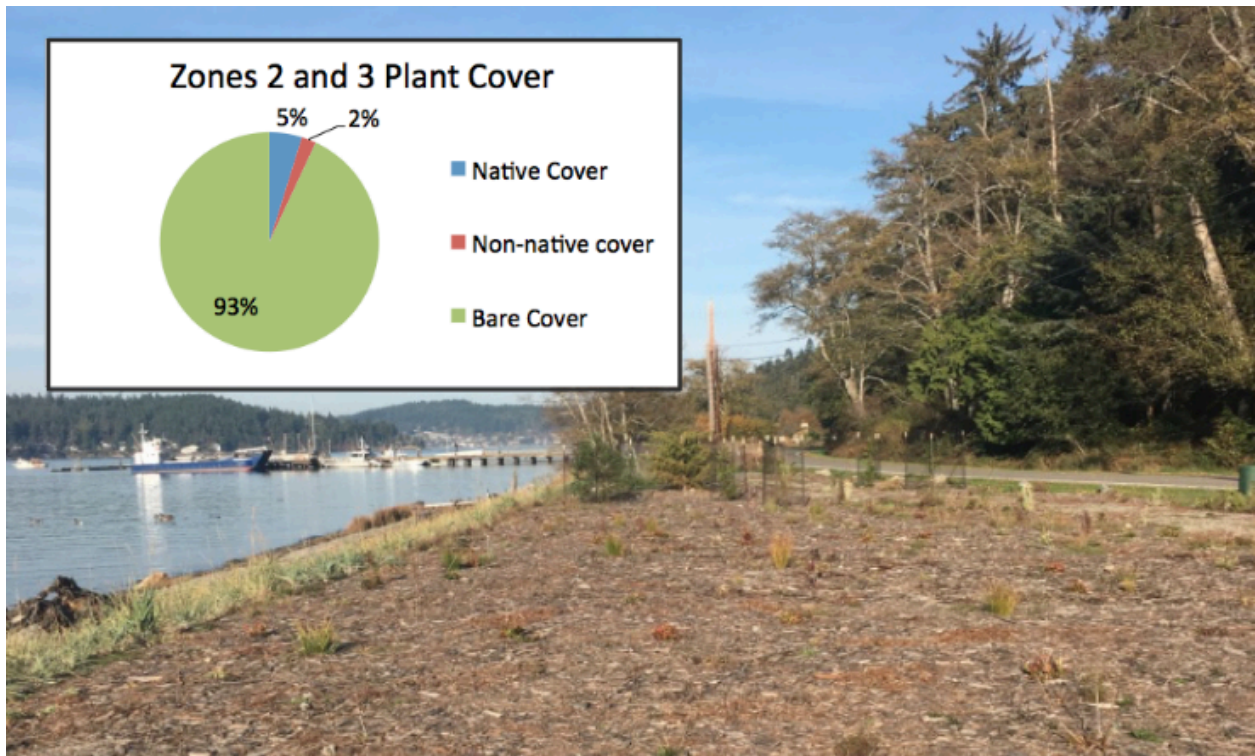 Zones 2 and 3 Plant Cover
5%
2%
Native Cover
Non-native cover
93%
Bare Cover